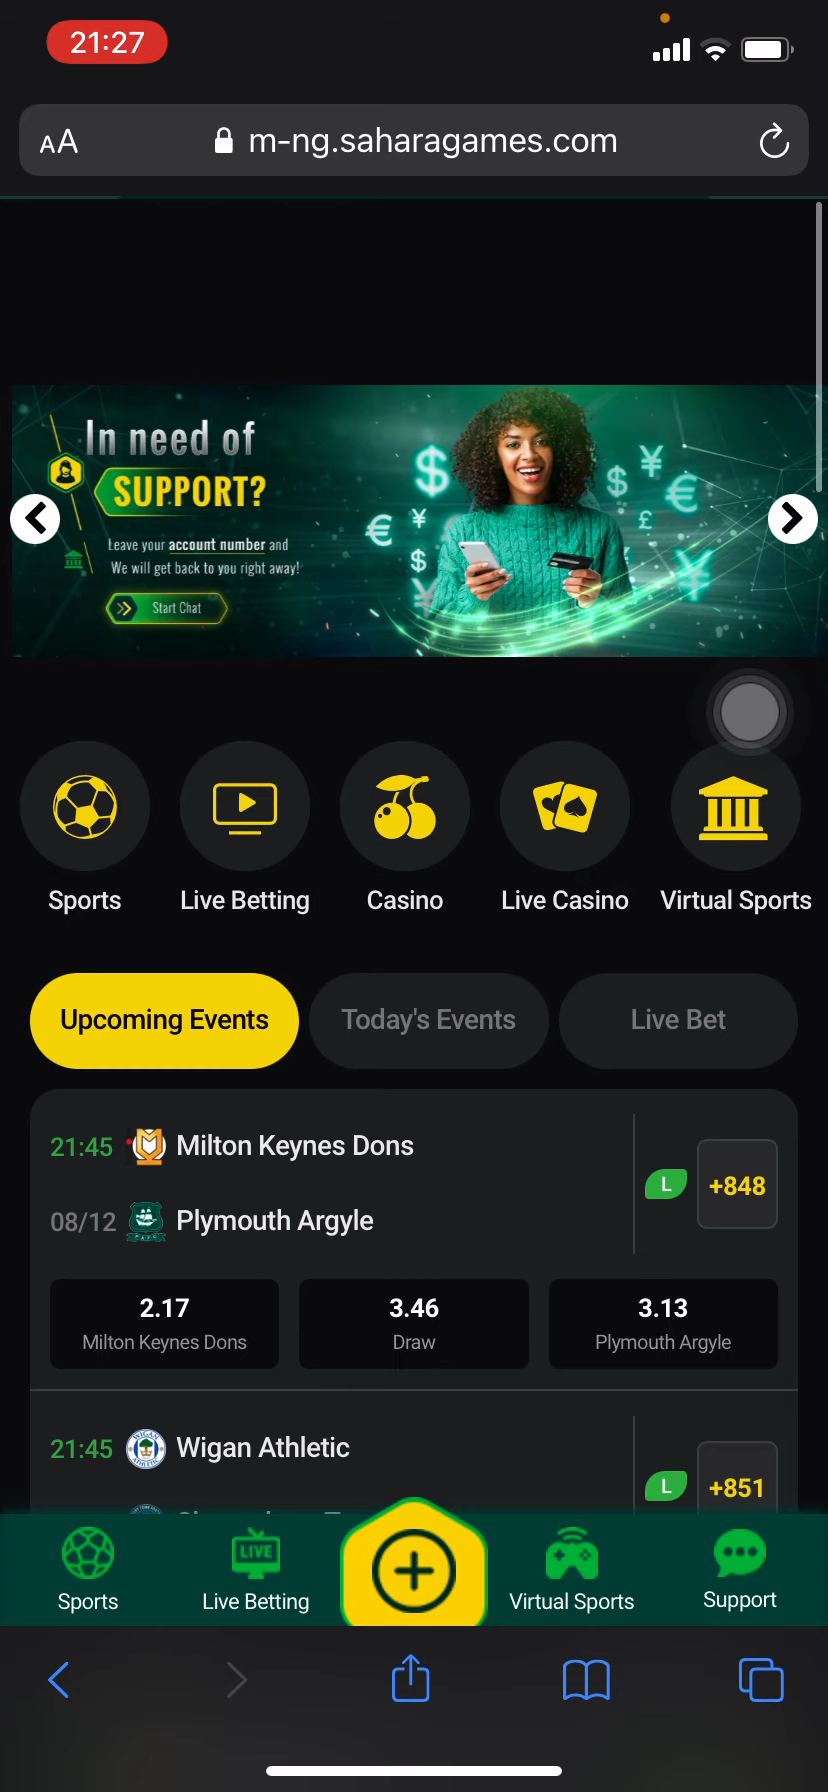 21:27
AA m-ng.saharagames.com
In need of
SUPPORT?
Leave your account number and
We will get back to you right away!
Start Chat
Sports Live Betting Casino Live Casino Virtual Sports
Upcoming Events Today's Events Live Bet
21:45 Milton Keynes Dons
L +848
08/12 Plymouth Argyle
2.17 3.46 3.13
Milton Keynes Dons Draw Plymouth Argyle
21:45 Wigan Athletic
L +851
LIVE
Sports Live Betting Virtual Sports Support